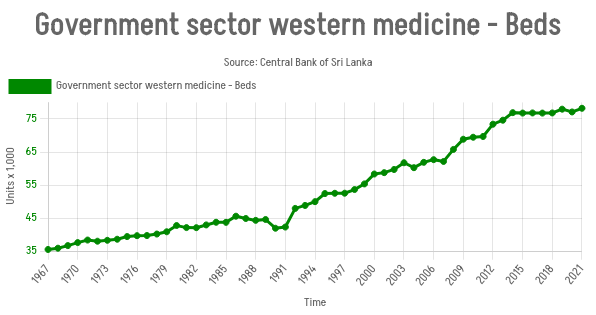 Government sector western medicine - Beds
Source: Central Bank of Sri Lanka
Government sector western medicine - Beds
Units x 1,000
75
65
55
45
35
1967 1970 1973 1976 1979 1982 1985 1988 1991 1994 1997 2000 2003 2006 2009 2012 2015 2018 2021
Time